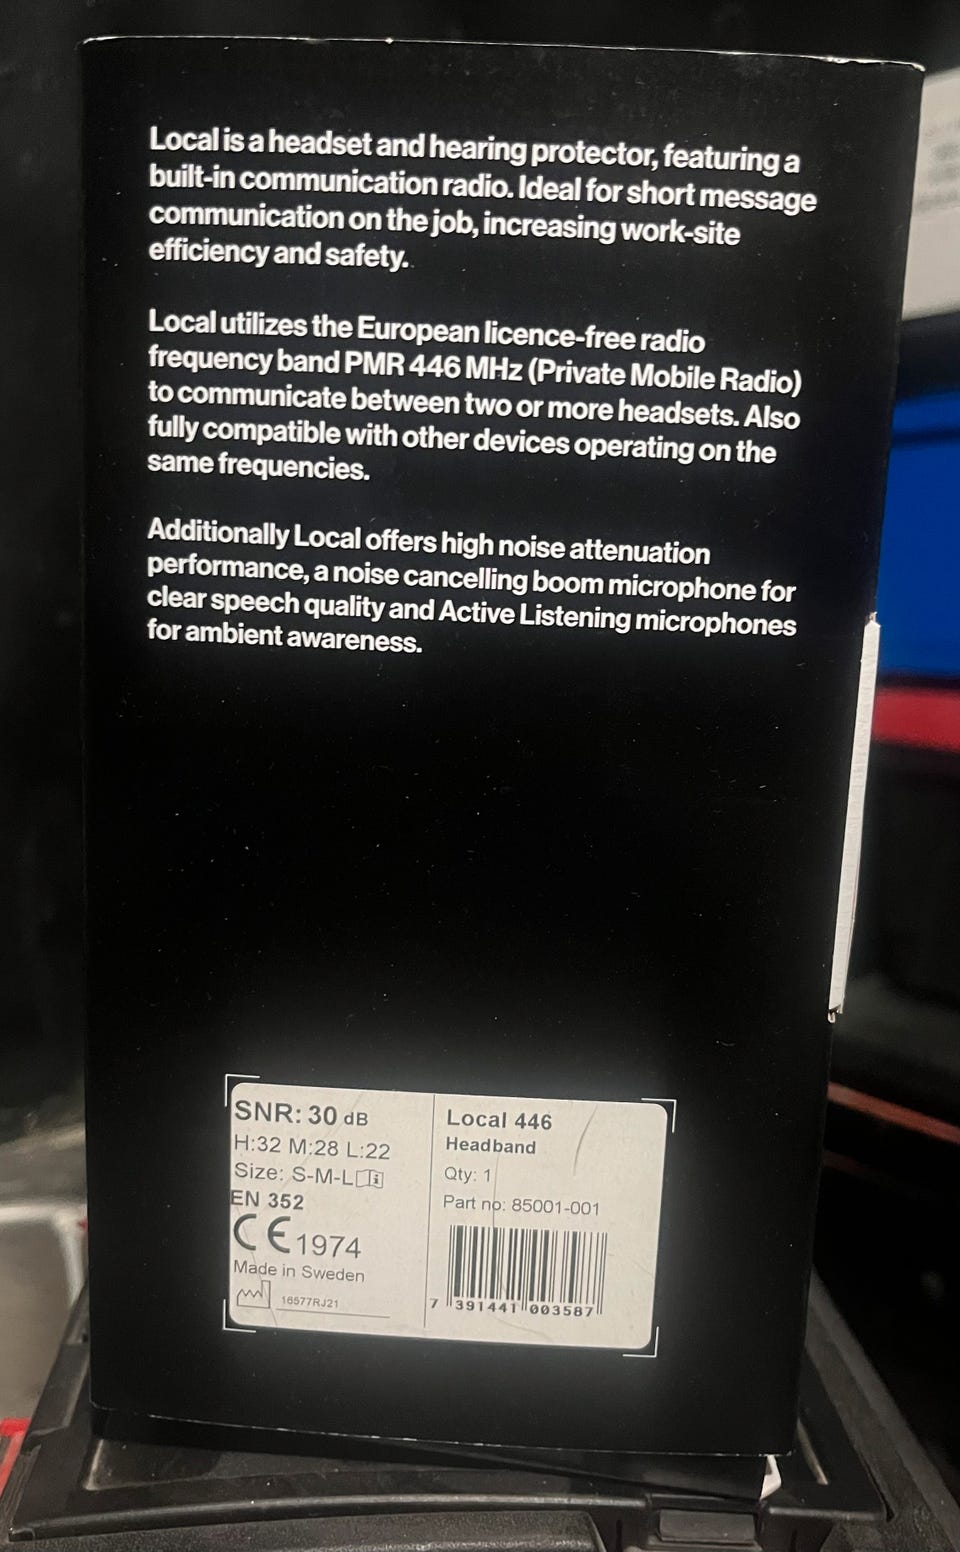 Local is a headset and hearing protector, featuring a
built-in communication radio. Ideal for short message
communication on the job, increasing work-site
efficiency and safety.
Local utilizes the European licence-free radio
frequency band PMR 446 MHz (Private Mobile Radio)
to communicate between two or more headsets. Also
fully compatible with other devices operating on the
same frequencies.
Additionally Local offers high noise attenuation
performance, a noise cancelling boom microphone for
clear speech quality and Active Listening microphones
for ambient awareness.
SNR: 30 dB
H:32 M:28 L:22
Size: S-M-L
EN 352
CE 1974
Made in Sweden
16577RJ21
Local 446
Headband
Qty: 1
Part no: 85001-001
7 391441 003587